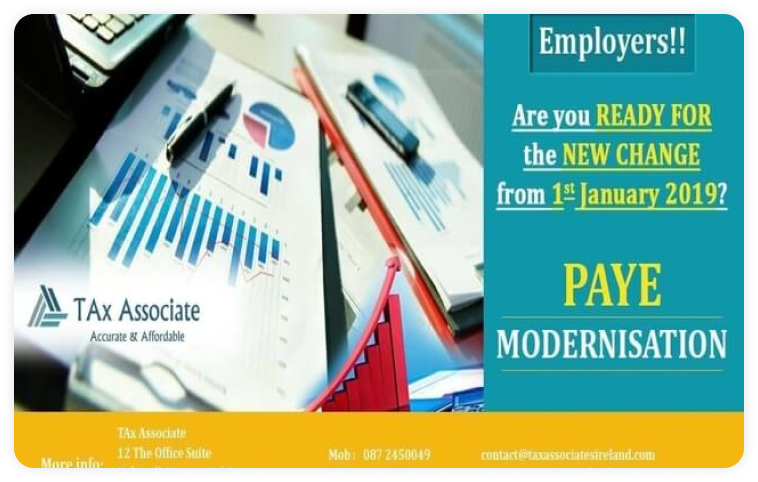 Employers!!
Are you READY FOR
the NEW CHANGE
from 1st January 2019?
PAYE
MODERNISATION
TAx Associate
Accurate & Affordable
TAx Associate
12 The Office Suite
More info:
Mob : 087 2450049
contact@taxassociatesireland.com